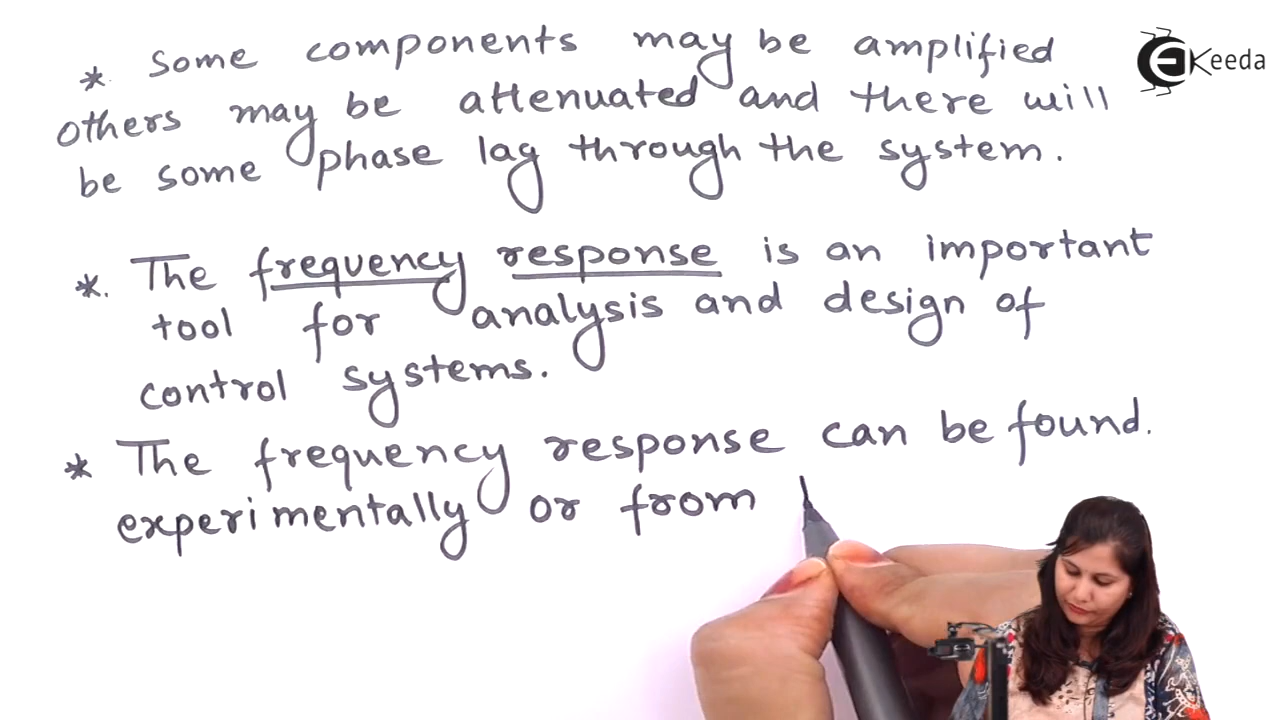 * Some components may be amplified
others may be attenuated and there will
be some phase lag through the system.
*. The frequency response is an important
tool for analysis and design of
control systems.
* The frequency response can be found.
experimentally or from
Keeda